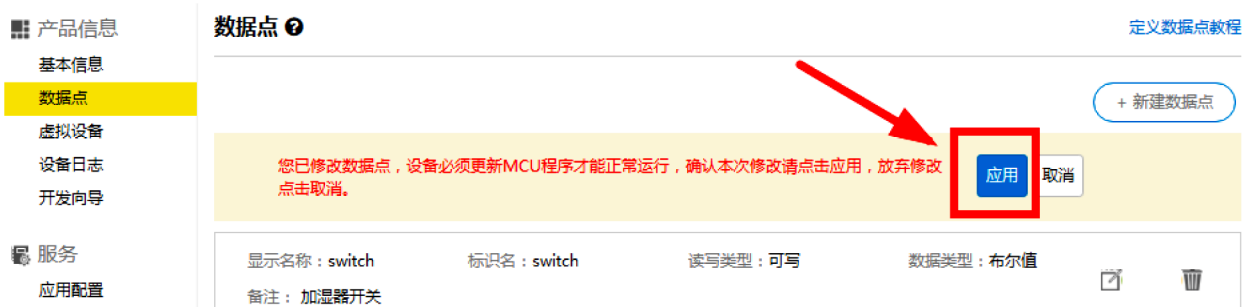 产品信息
基本信息
数据点
虚拟设备
设备日志
开发向导
服务
应用配置
数据点 ?
定义数据点教程
+ 新建数据点
您已修改数据点，设备必须更新MCU程序才能正常运行，确认本次修改请点击应用，放弃修改
点击取消。
应用 取消
显示名称：switch 标识名：switch 读写类型：可写 数据类型：布尔值
备注： 加湿器开关